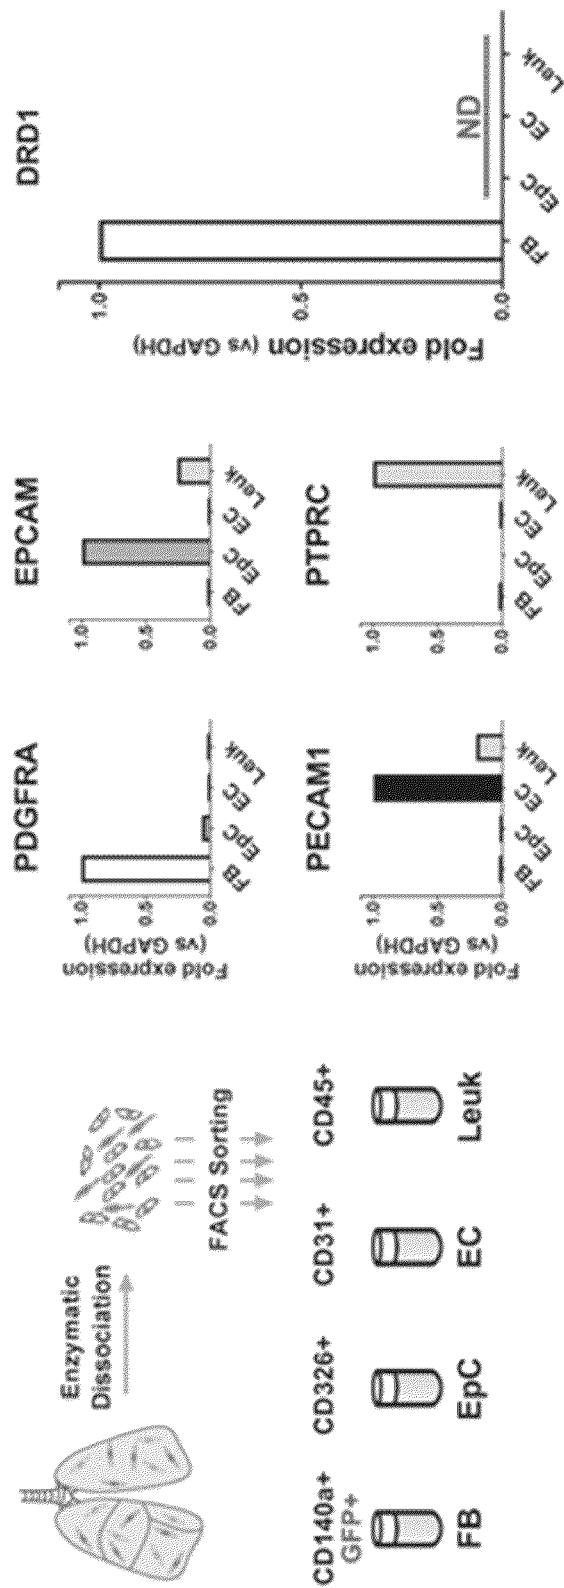 Enzymatic
Dissociation
FACS Sorting
CD140a+
GFP+
CD326+
CD31+
CD45+
FB
EpC
EC
Leuk
PDGFRA
Fold expression
(vs GAPDH)
1.0
0.5
0.0
FB
EpC
EC
Leuk
EPCAM
1.0
0.5
0.0
FB
EpC
EC
Leuk
PECAM1
Fold expression
(vs GAPDH)
1.0
0.5
0.0
FB
EpC
EC
Leuk
PTPRC
1.0
0.5
0.0
FB
EpC
EC
Leuk
DRD1
Fold expression (vs GAPDH)
1.0
0.5
0.0
ND
FB
EpC
EC
Leuk